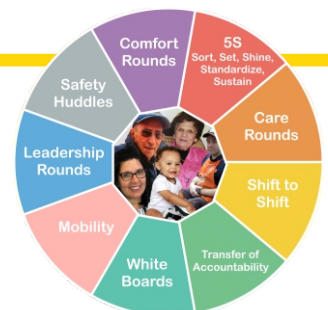 Comfort
Rounds
5S
Sort, Set, Shine,
Standardize,
Sustain
Care
Rounds
Shift to
Shift
Transfer of
Accountability
White
Boards
Mobility
Leadership
Rounds
Safety
Huddles